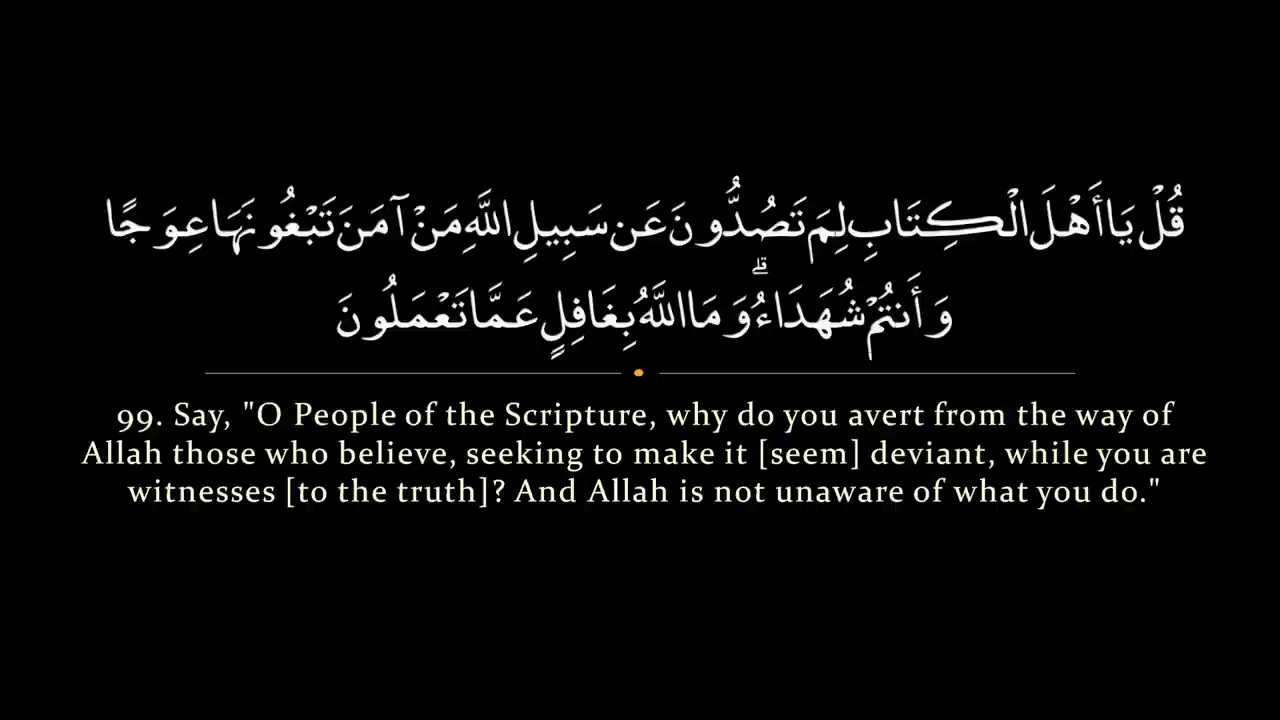 قُلْ يَا أَهْلَ الْكِتَابِ لِمَ تَصُدُّونَ عَن سَبِيلِ اللَّهِ مَنْ آمَنَ تَبْغُونَهَا عِوَجًا
وَأَنتُمْ شُهَدَاءُ ۗ وَمَا اللَّهُ بِغَافِلٍ عَمَّا تَعْمَلُونَ
99. Say, "O People of the Scripture, why do you avert from the way of
Allah those who believe, seeking to make it [seem] deviant, while you are
witnesses [to the truth]? And Allah is not unaware of what you do."